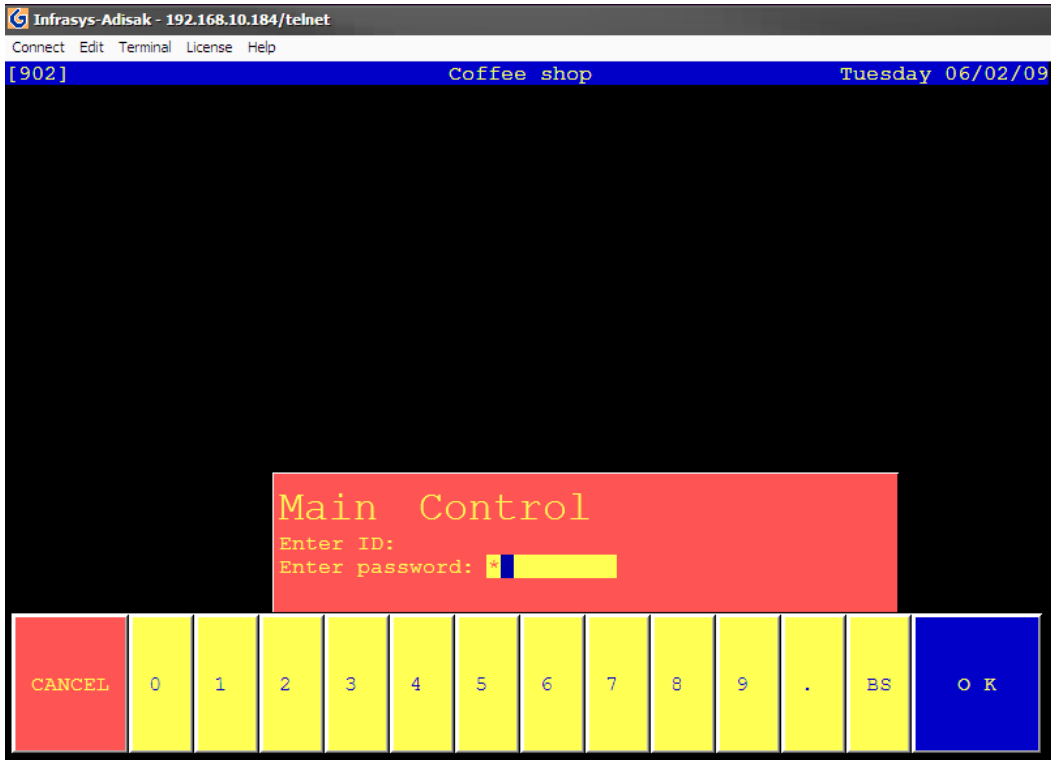 Infrasys-Adisak - 192.168.10.184/telnet
Connect Edit Terminal License Help
[902] Coffee shop Tuesday 06/02/09
Main Control
Enter ID:
Enter password: *
CANCEL 0 1 2 3 4 5 6 7 8 9 . BS O K